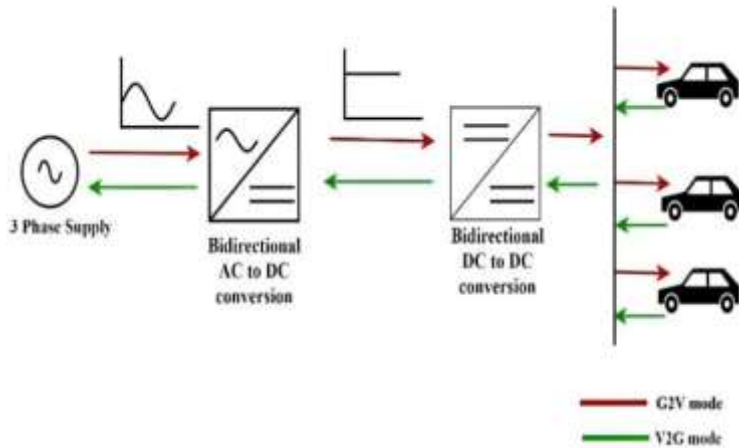 3 Phase Supply
Bidirectional
AC to DC
conversion
Bidirectional
DC to DC
conversion
G2V mode
V2G mode